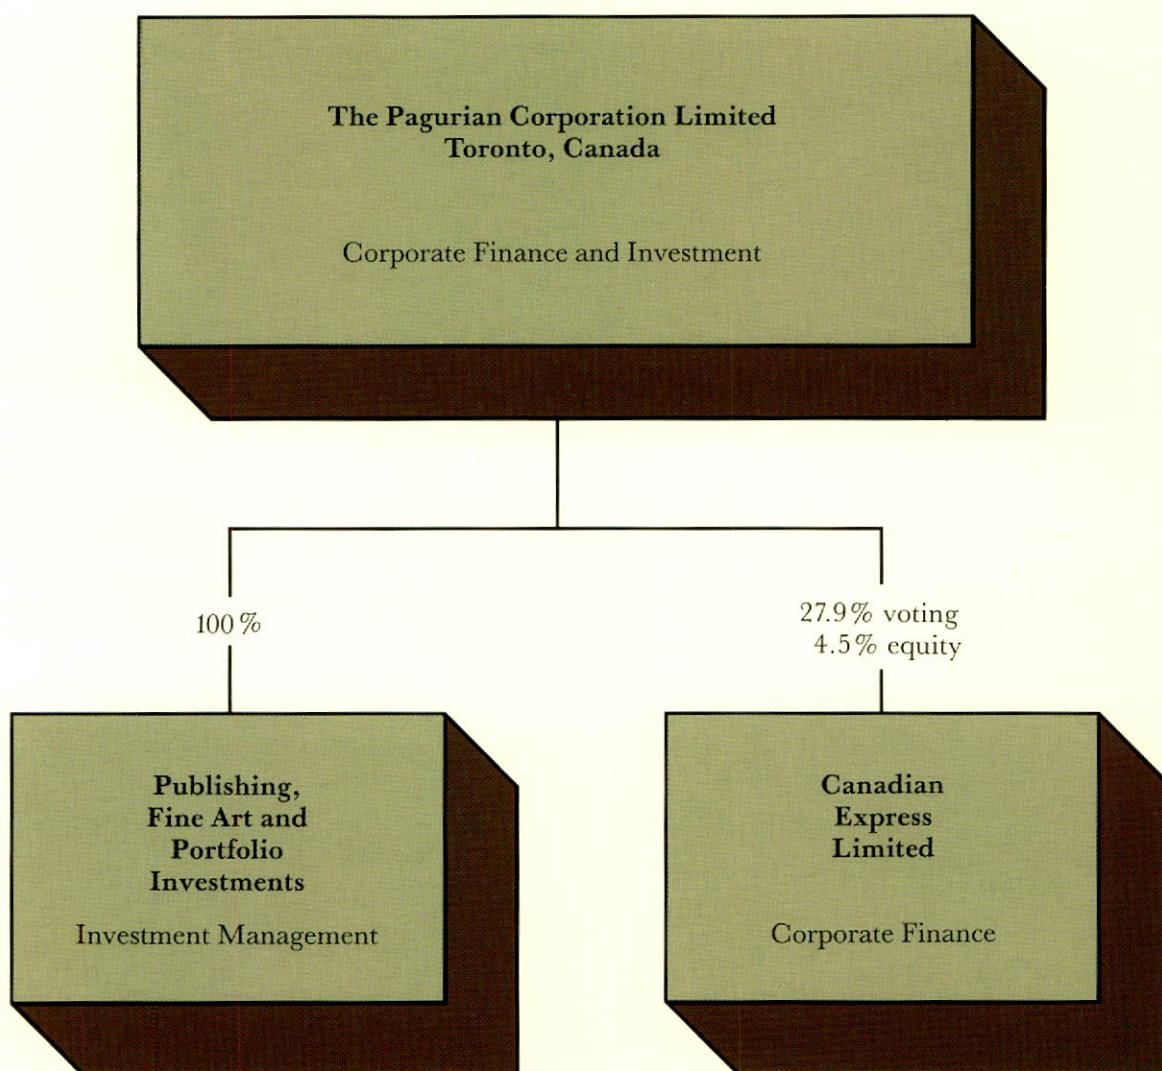 The Pagurian Corporation Limited
Toronto, Canada
Corporate Finance and Investment
100%
27.9% voting
4.5% equity
Publishing,
Fine Art and
Portfolio
Investments
Investment Management
Canadian
Express
Limited
Corporate Finance